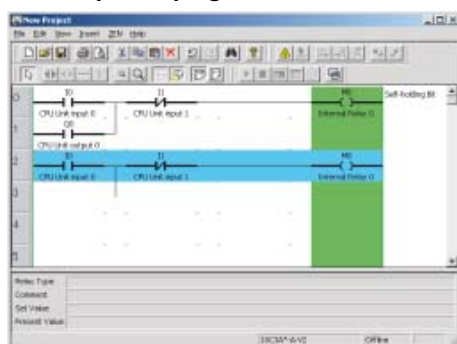 New Project
File Edit View Insert ZEN Help
0 I0 I1 M0 Self-holding Bit
CPU Unit input 0 CPU Unit input 1 Internal Relay 0
1 Q0
CPU Unit output 0
2 I0 I1 M0
CPU Unit input 0 CPU Unit input 1 Internal Relay 0
3
4
5
Relay Type
Comment
Set Value
Present Value
Offline